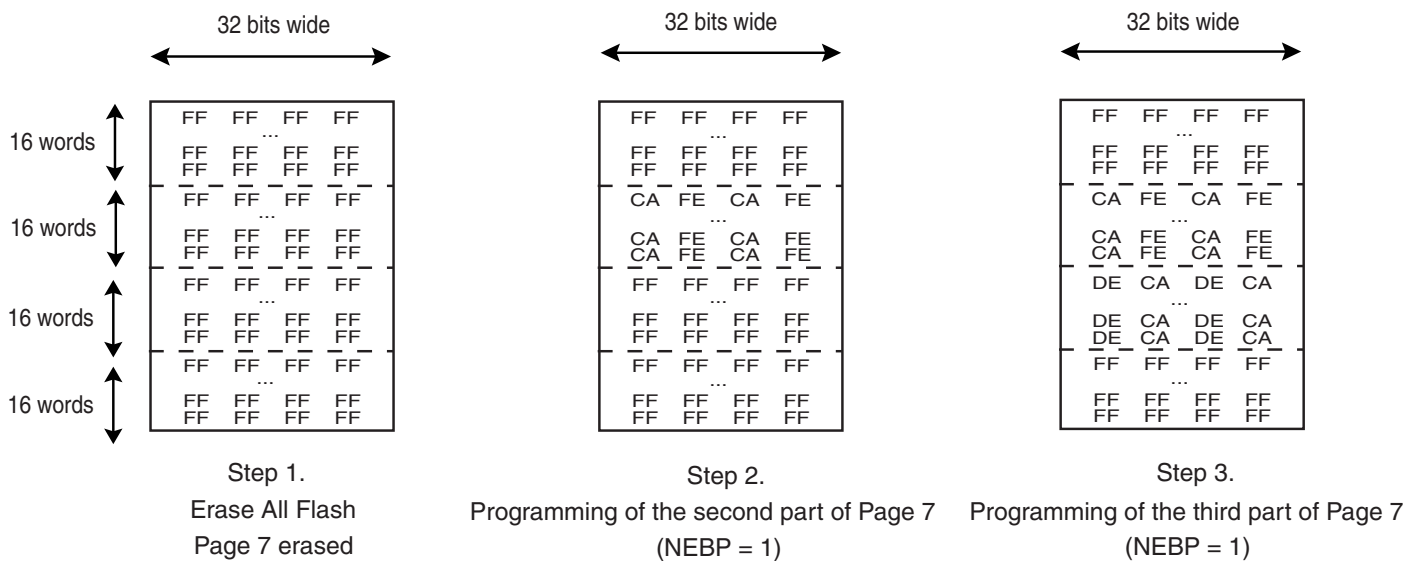 32 bits wide
32 bits wide
32 bits wide
16 words
16 words
16 words
16 words
FF FF FF FF
...
FF FF FF FF
FF FF FF FF
FF FF FF FF
...
FF FF FF FF
FF FF FF FF
FF FF FF FF
...
FF FF FF FF
FF FF FF FF
FF FF FF FF
...
FF FF FF FF
FF FF FF FF
Step 1.
Erase All Flash
Page 7 erased
FF FF FF FF
...
FF FF FF FF
FF FF FF FF
CA FE CA FE
...
CA FE CA FE
CA FE CA FE
FF FF FF FF
...
FF FF FF FF
FF FF FF FF
FF FF FF FF
...
FF FF FF FF
FF FF FF FF
Step 2.
Programming of the second part of Page 7
(NEBP = 1)
FF FF FF FF
...
FF FF FF FF
FF FF FF FF
CA FE CA FE
...
CA FE CA FE
CA FE CA FE
DE CA DE CA
...
DE CA DE CA
DE CA DE CA
FF FF FF FF
...
FF FF FF FF
FF FF FF FF
Step 3.
Programming of the third part of Page 7
(NEBP = 1)